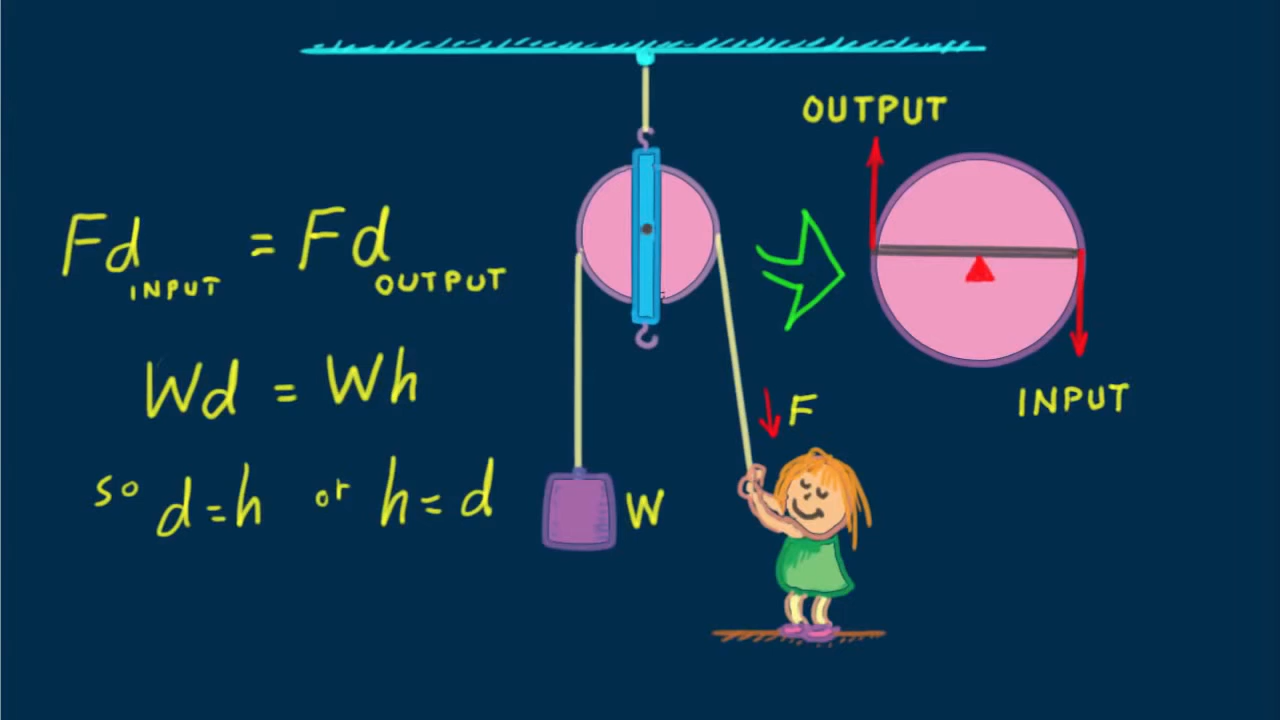 Fd INPUT = Fd OUTPUT
Wd = Wh
so d = h or h = d
W
F
OUTPUT
INPUT